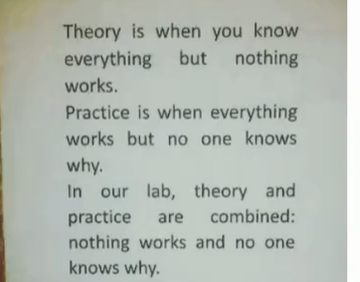 Theory is when you know
everything but nothing
works.
Practice is when everything
works but no one knows
why.
In our lab, theory and
practice are combined:
nothing works and no one
knows why.